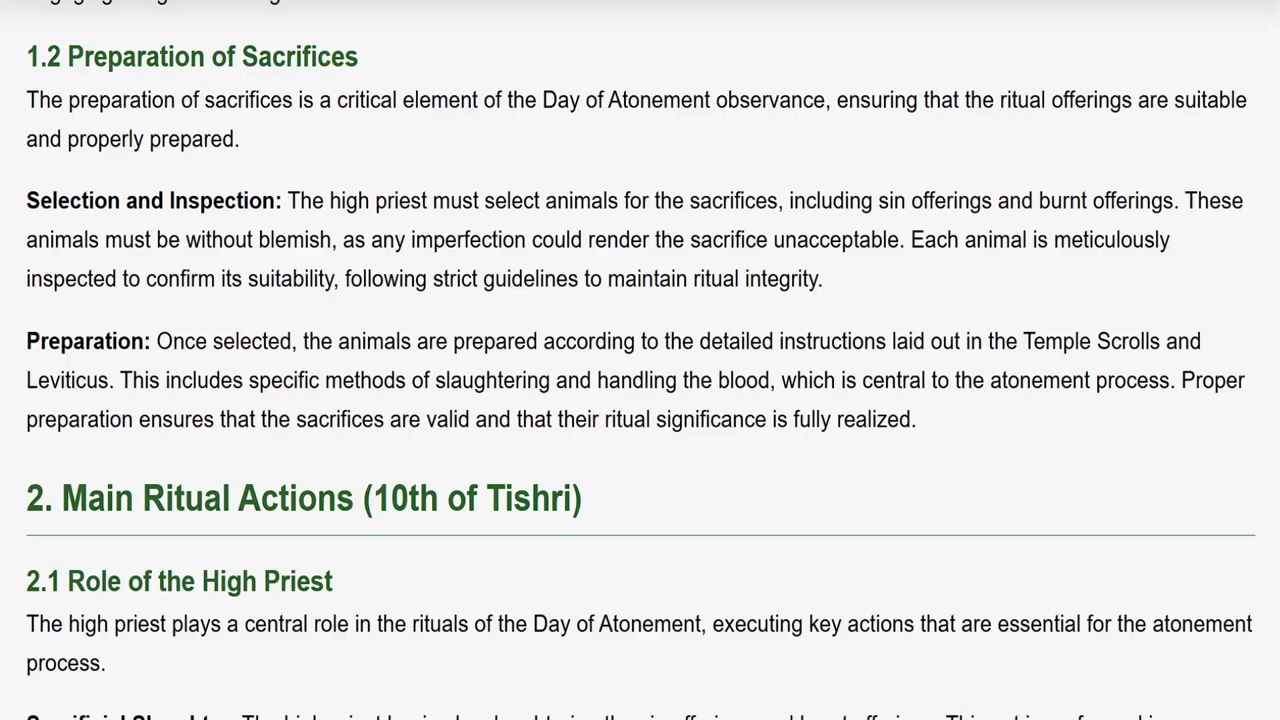 1.2 Preparation of Sacrifices
The preparation of sacrifices is a critical element of the Day of Atonement observance, ensuring that the ritual offerings are suitable
and properly prepared.
Selection and Inspection: The high priest must select animals for the sacrifices, including sin offerings and burnt offerings. These
animals must be without blemish, as any imperfection could render the sacrifice unacceptable. Each animal is meticulously
inspected to confirm its suitability, following strict guidelines to maintain ritual integrity.
Preparation: Once selected, the animals are prepared according to the detailed instructions laid out in the Temple Scrolls and
Leviticus. This includes specific methods of slaughtering and handling the blood, which is central to the atonement process. Proper
preparation ensures that the sacrifices are valid and that their ritual significance is fully realized.
2. Main Ritual Actions (10th of Tishri)
2.1 Role of the High Priest
The high priest plays a central role in the rituals of the Day of Atonement, executing key actions that are essential for the atonement
process.